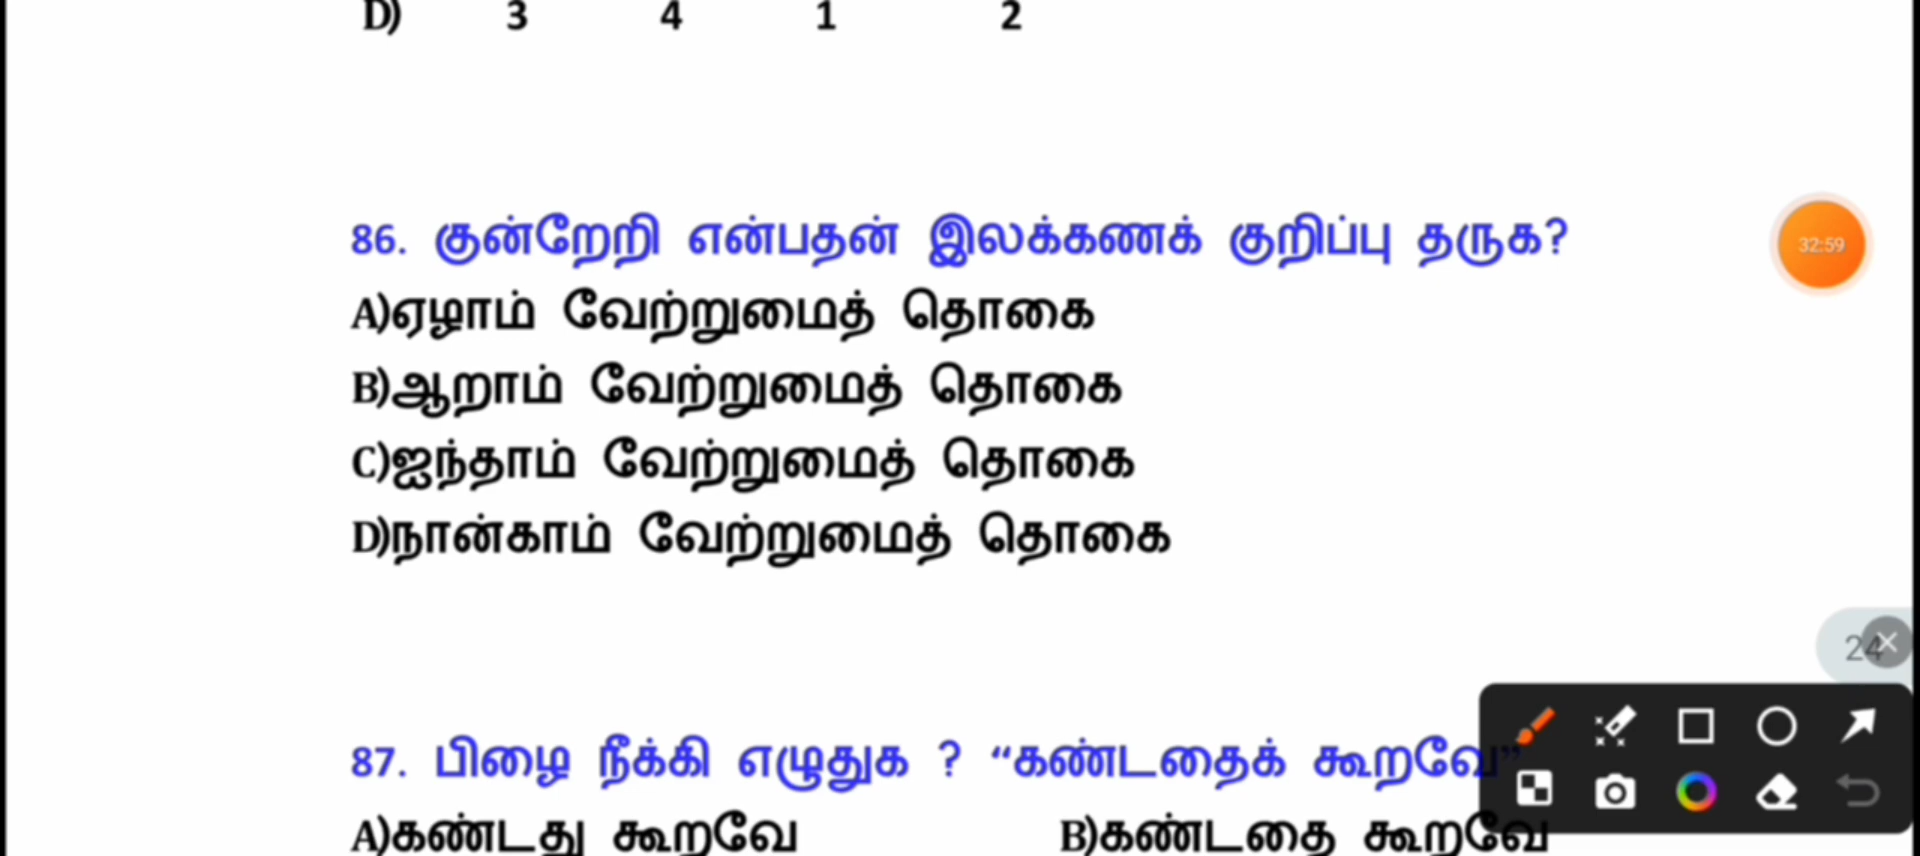 D) 3 4 1 2
86. குன்றேறி என்பதன் இலக்கணக் குறிப்பு தருக?
32:59
A)ஏழாம் வேற்றுமைத் தொகை
B)ஆறாம் வேற்றுமைத் தொகை
C)ஐந்தாம் வேற்றுமைத் தொகை
D)நான்காம் வேற்றுமைத் தொகை
24
87. பிழை நீக்கி எழுதுக ? “கண்டதைக் கூறவே”
A)கண்டது கூறவே B)கண்டதை கூறவே